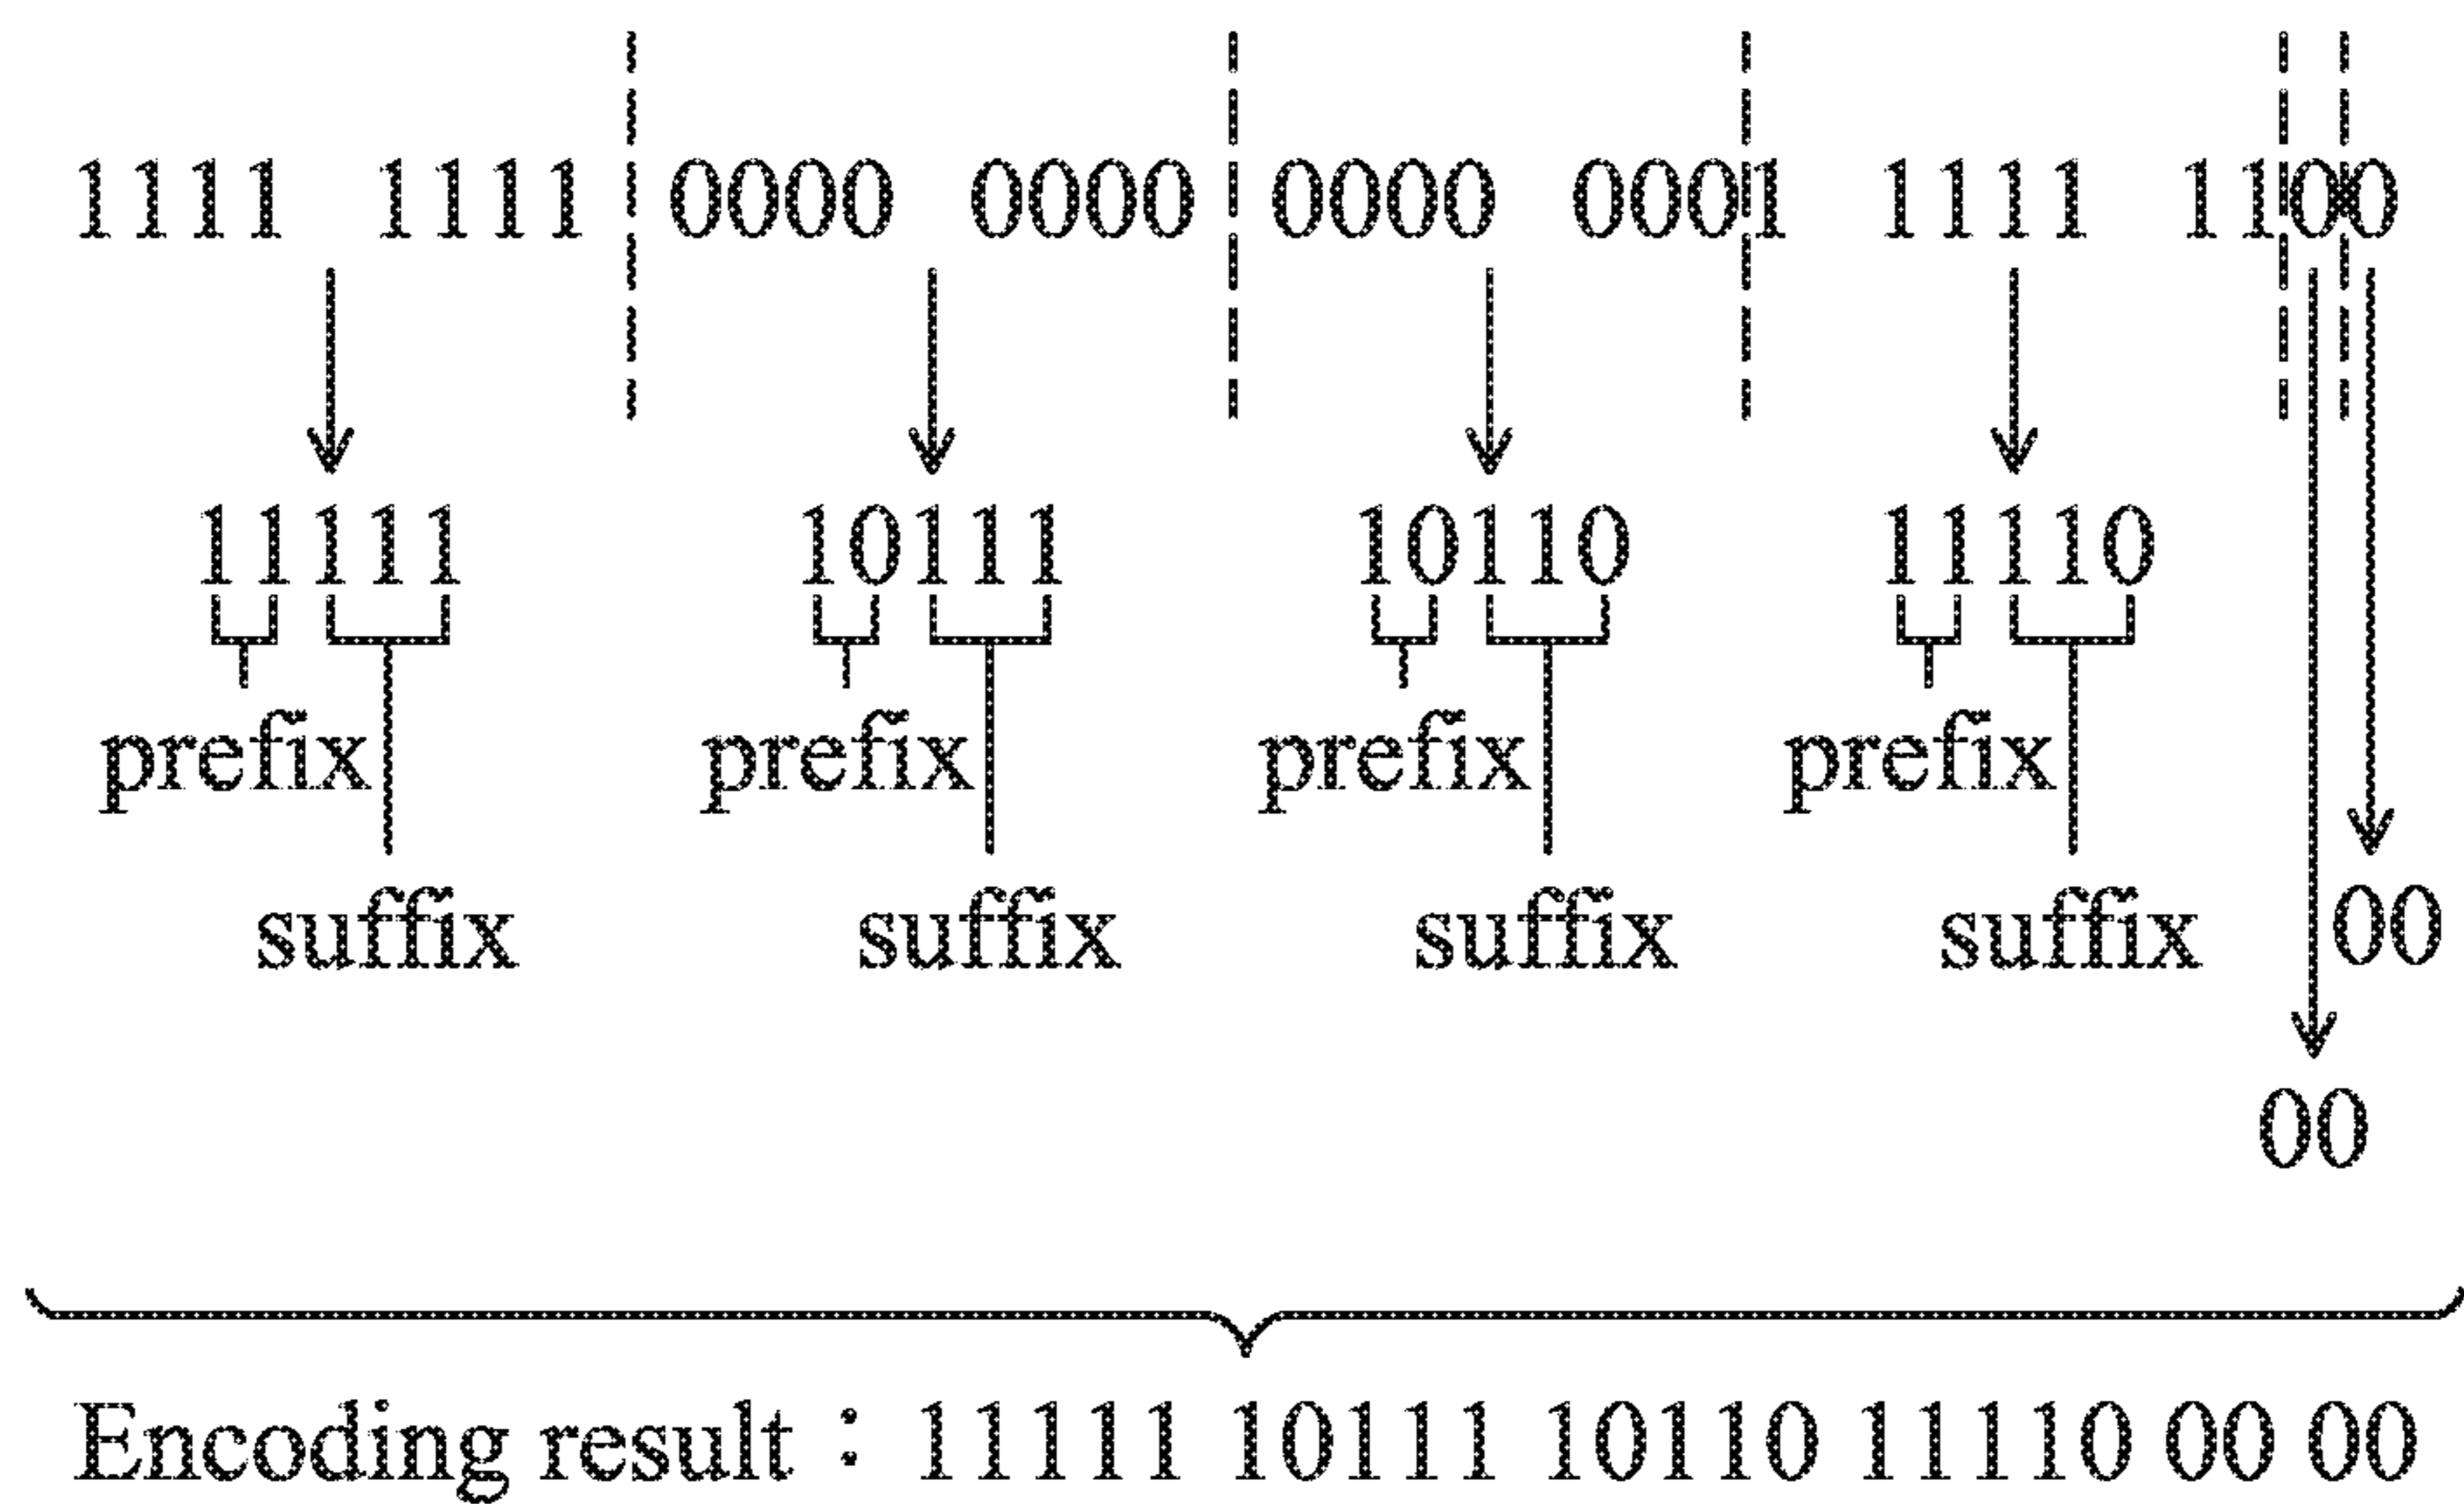 1111 1111 0000 0000 0000 0001 1111 1100
11111 10111 10110 11110
prefix prefix prefix prefix
suffix suffix suffix suffix 00
00
Encoding result : 11111 10111 10110 11110 00 00